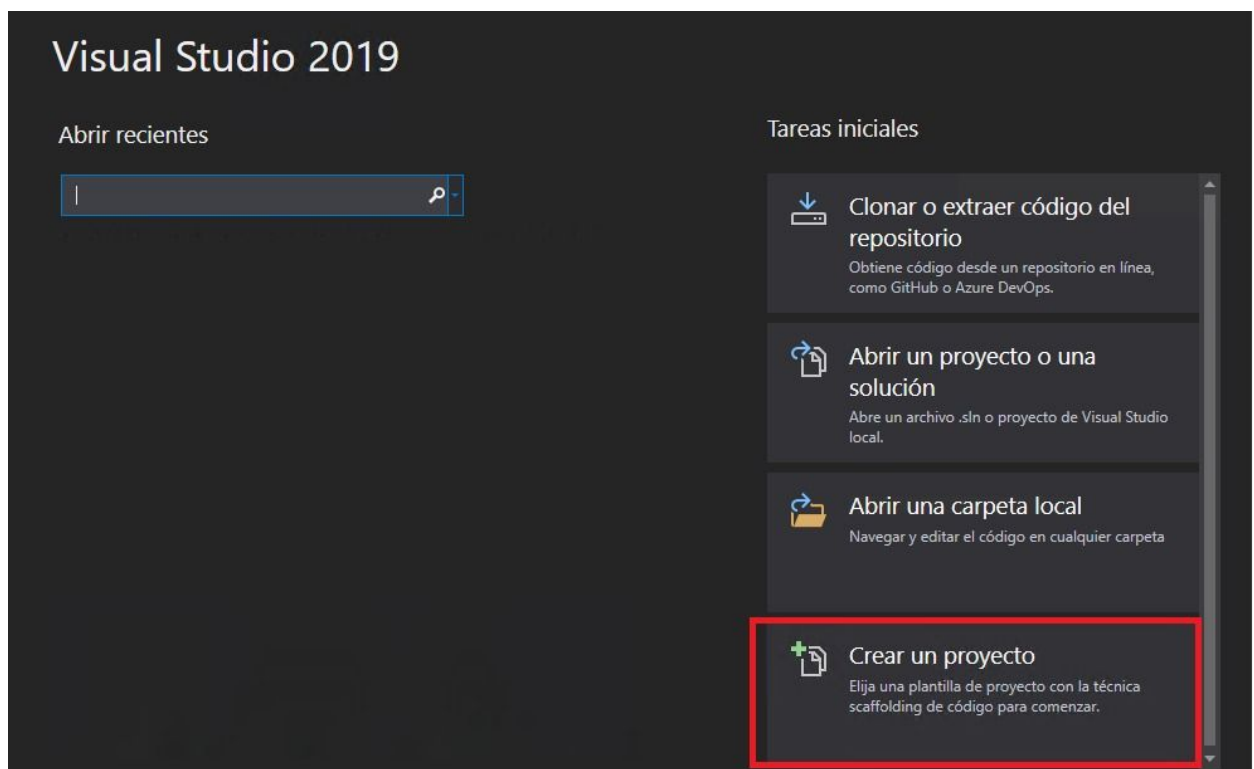 Visual Studio 2019
Abrir recientes
Tareas iniciales
Clonar o extraer código del
repositorio
Obtiene código desde un repositorio en línea,
como GitHub o Azure DevOps.
Abrir un proyecto o una
solución
Abre un archivo .sln o proyecto de Visual Studio
local.
Abrir una carpeta local
Navegar y editar el código en cualquier carpeta
Crear un proyecto
Elija una plantilla de proyecto con la técnica
scaffolding de código para comenzar.